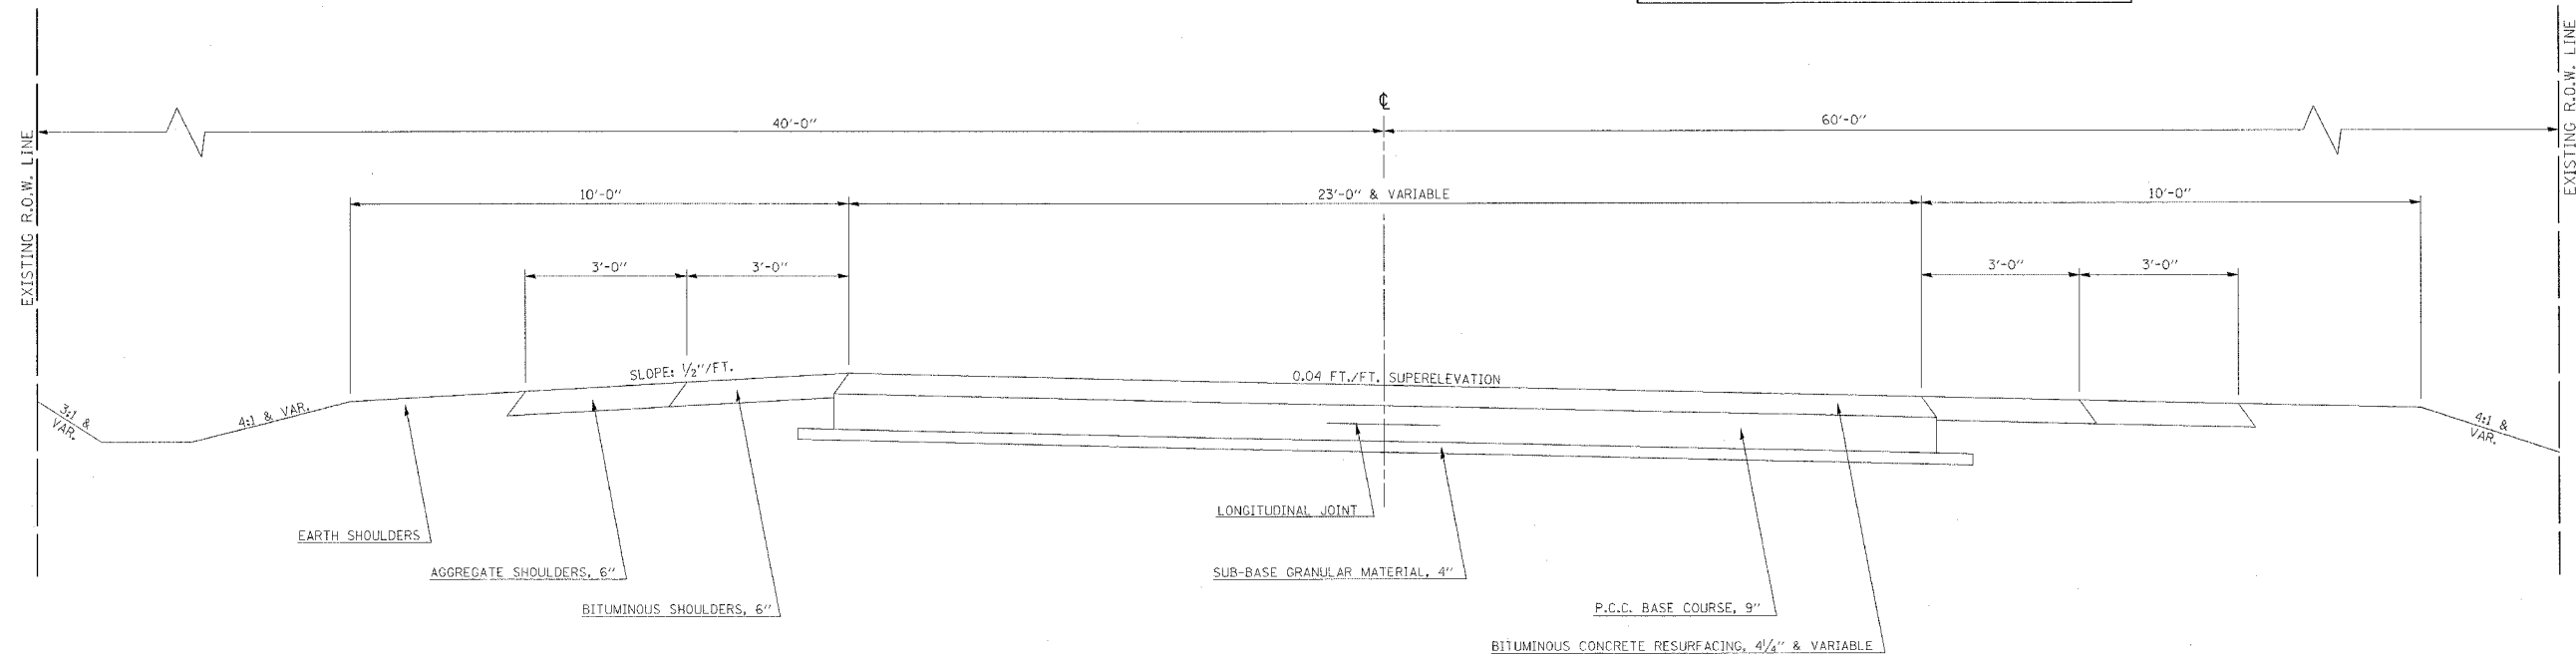 EXISTING R.O.W. LINE
EXISTING R.O.W. LINE
℄
40'-0"
60'-0"
10'-0"
23'-0" & VARIABLE
10'-0"
3'-0"
3'-0"
3'-0"
3'-0"
SLOPE: 1/2"/FT.
0.04 FT./FT. SUPERELEVATION
3:1 &
VAR.
4:1 & VAR.
4:1 &
VAR.
LONGITUDINAL JOINT
EARTH SHOULDERS
AGGREGATE SHOULDERS, 6"
SUB-BASE GRANULAR MATERIAL, 4"
BITUMINOUS SHOULDERS, 6"
P.C.C. BASE COURSE, 9"
BITUMINOUS CONCRETE RESURFACING, 4 1/4" & VARIABLE